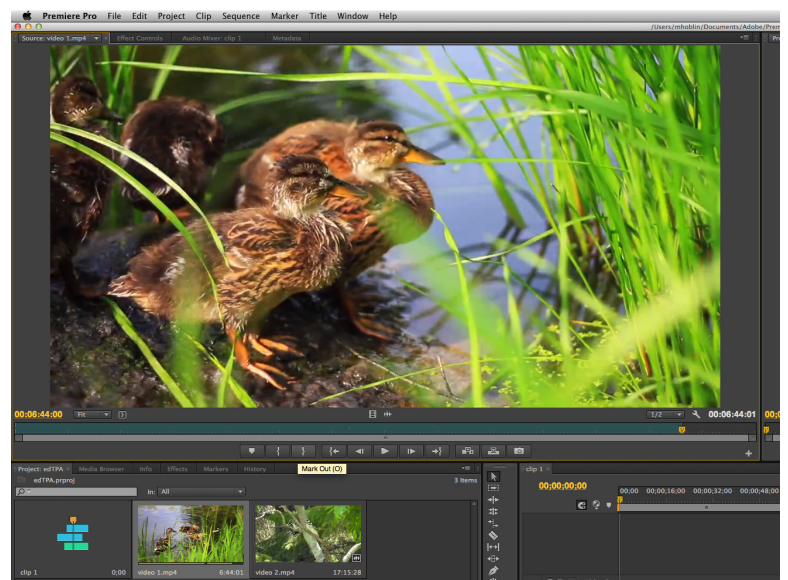 Premiere Pro File Edit Project Clip Sequence Marker Title Window Help
/Users/mhoblin/Documents/Adobe/Prem
Source: video 1.mp4 Effect Controls Audio Mixer: clip 1 Metadata
00:06:44:00 Fit 1/2 00:06:44:01
Mark Out (O)
Project: edTPA Media Browser Info Effects Markers History
edTPA.prproj 3 Items
In: All
clip 1 0;00 video 1.mp4 6:44:01 video 2.mp4 17:15:28
clip 1
00;00;00;00
00;00 00;00;16;00 00;00;32;00 00;00;48;00